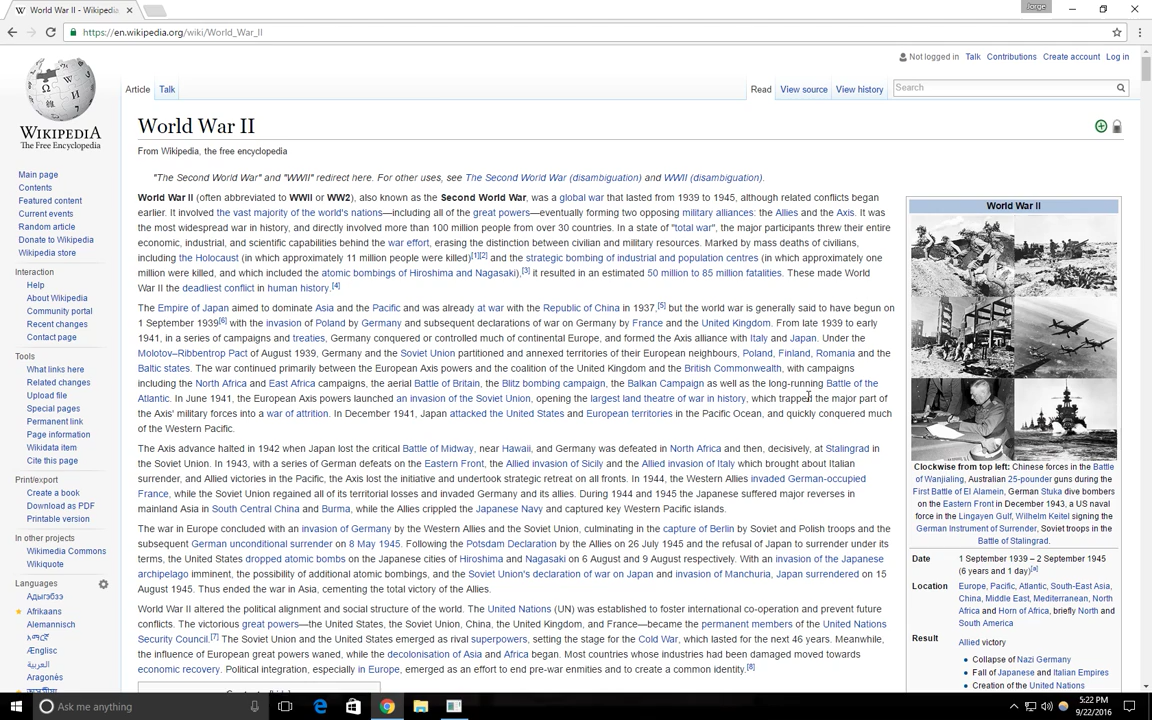 World War II - Wikipedia
Jorge
https://en.wikipedia.org/wiki/World_War_II
Not logged in Talk Contributions Create account Log in
Article Talk Read View source View history Search
WIKIPEDIA
The Free Encyclopedia
Main page
Contents
Featured content
Current events
Random article
Donate to Wikipedia
Wikipedia store
Interaction
Help
About Wikipedia
Community portal
Recent changes
Contact page
Tools
What links here
Related changes
Upload file
Special pages
Permanent link
Page information
Wikidata item
Cite this page
Print/export
Create a book
Download as PDF
Printable version
In other projects
Wikimedia Commons
Wikiquote
Languages
Адыгэбзэ
Afrikaans
Alemannisch
አማርኛ
Ænglisc
العربية
Aragonés
World War II
From Wikipedia, the free encyclopedia
"The Second World War" and "WWII" redirect here. For other uses, see The Second World War (disambiguation) and WWII (disambiguation).
World War II (often abbreviated to WWII or WW2), also known as the Second World War, was a global war that lasted from 1939 to 1945, although related conflicts began
earlier. It involved the vast majority of the world's nations—including all of the great powers—eventually forming two opposing military alliances: the Allies and the Axis. It was
the most widespread war in history, and directly involved more than 100 million people from over 30 countries. In a state of "total war", the major participants threw their entire
economic, industrial, and scientific capabilities behind the war effort, erasing the distinction between civilian and military resources. Marked by mass deaths of civilians,
including the Holocaust (in which approximately 11 million people were killed)[1][2] and the strategic bombing of industrial and population centres (in which approximately one
million were killed, and which included the atomic bombings of Hiroshima and Nagasaki),[3] it resulted in an estimated 50 million to 85 million fatalities. These made World
War II the deadliest conflict in human history.[4]
The Empire of Japan aimed to dominate Asia and the Pacific and was already at war with the Republic of China in 1937,[5] but the world war is generally said to have begun on
1 September 1939[6] with the invasion of Poland by Germany and subsequent declarations of war on Germany by France and the United Kingdom. From late 1939 to early
1941, in a series of campaigns and treaties, Germany conquered or controlled much of continental Europe, and formed the Axis alliance with Italy and Japan. Under the
Molotov–Ribbentrop Pact of August 1939, Germany and the Soviet Union partitioned and annexed territories of their European neighbours, Poland, Finland, Romania and the
Baltic states. The war continued primarily between the European Axis powers and the coalition of the United Kingdom and the British Commonwealth, with campaigns
including the North Africa and East Africa campaigns, the aerial Battle of Britain, the Blitz bombing campaign, the Balkan Campaign as well as the long-running Battle of the
Atlantic. In June 1941, the European Axis powers launched an invasion of the Soviet Union, opening the largest land theatre of war in history, which trapped the major part of
the Axis' military forces into a war of attrition. In December 1941, Japan attacked the United States and European territories in the Pacific Ocean, and quickly conquered much
of the Western Pacific.
The Axis advance halted in 1942 when Japan lost the critical Battle of Midway, near Hawaii, and Germany was defeated in North Africa and then, decisively, at Stalingrad in
the Soviet Union. In 1943, with a series of German defeats on the Eastern Front, the Allied invasion of Sicily and the Allied invasion of Italy which brought about Italian
surrender, and Allied victories in the Pacific, the Axis lost the initiative and undertook strategic retreat on all fronts. In 1944, the Western Allies invaded German-occupied
France, while the Soviet Union regained all of its territorial losses and invaded Germany and its allies. During 1944 and 1945 the Japanese suffered major reverses in
mainland Asia in South Central China and Burma, while the Allies crippled the Japanese Navy and captured key Western Pacific islands.
The war in Europe concluded with an invasion of Germany by the Western Allies and the Soviet Union, culminating in the capture of Berlin by Soviet and Polish troops and the
subsequent German unconditional surrender on 8 May 1945. Following the Potsdam Declaration by the Allies on 26 July 1945 and the refusal of Japan to surrender under its
terms, the United States dropped atomic bombs on the Japanese cities of Hiroshima and Nagasaki on 6 August and 9 August respectively. With an invasion of the Japanese
archipelago imminent, the possibility of additional atomic bombings, and the Soviet Union's declaration of war on Japan and invasion of Manchuria, Japan surrendered on 15
August 1945. Thus ended the war in Asia, cementing the total victory of the Allies.
World War II altered the political alignment and social structure of the world. The United Nations (UN) was established to foster international co-operation and prevent future
conflicts. The victorious great powers—the United States, the Soviet Union, China, the United Kingdom, and France—became the permanent members of the United Nations
Security Council.[7] The Soviet Union and the United States emerged as rival superpowers, setting the stage for the Cold War, which lasted for the next 46 years. Meanwhile,
the influence of European great powers waned, while the decolonisation of Asia and Africa began. Most countries whose industries had been damaged moved towards
economic recovery. Political integration, especially in Europe, emerged as an effort to end pre-war enmities and to create a common identity.[8]
World War II
Clockwise from top left: Chinese forces in the Battle
of Wanjialing, Australian 25-pounder guns during the
First Battle of El Alamein, German Stuka dive bombers
on the Eastern Front in December 1943, a US naval
force in the Lingayen Gulf, Wilhelm Keitel signing the
German Instrument of Surrender, Soviet troops in the
Battle of Stalingrad.
Date 1 September 1939 – 2 September 1945
(6 years and 1 day)[a]
Location Europe, Pacific, Atlantic, South-East Asia,
China, Middle East, Mediterranean, North
Africa and Horn of Africa, briefly North and
South America
Result Allied victory
Collapse of Nazi Germany
Fall of Japanese and Italian Empires
Creation of the United Nations
Ask me anything
5:22 PM
9/22/2016